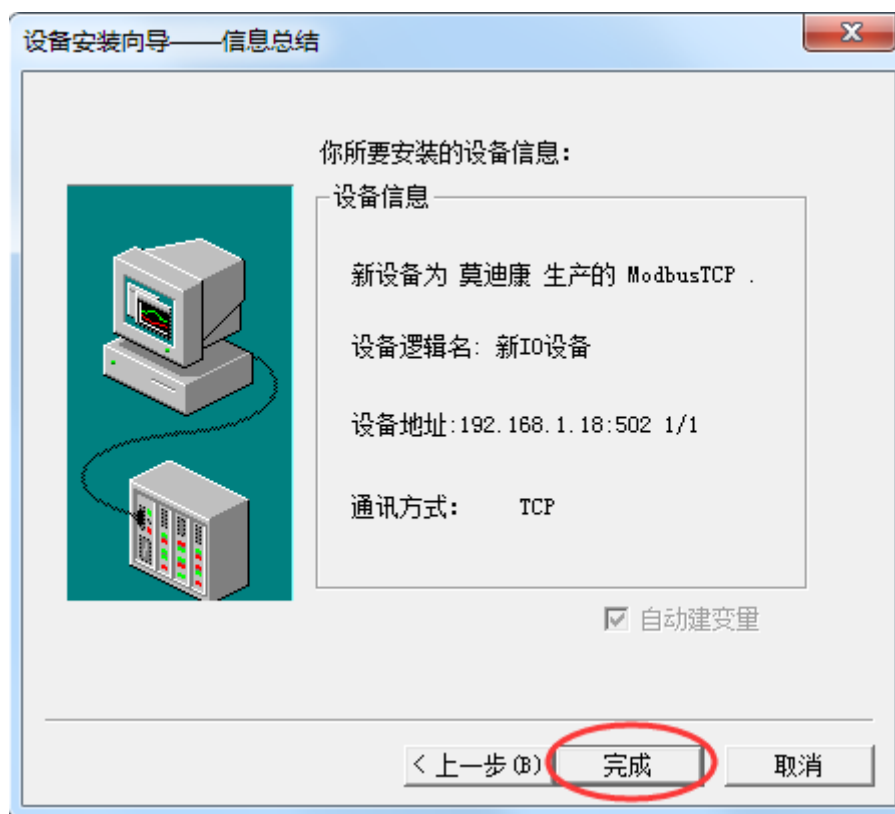 设备安装向导——信息总结
你所要安装的设备信息：
设备信息
新设备为 莫迪康 生产的 ModbusTCP .
设备逻辑名: 新IO设备
设备地址:192.168.1.18:502 1/1
通讯方式： TCP
自动建变量
< 上一步(B) 完成 取消